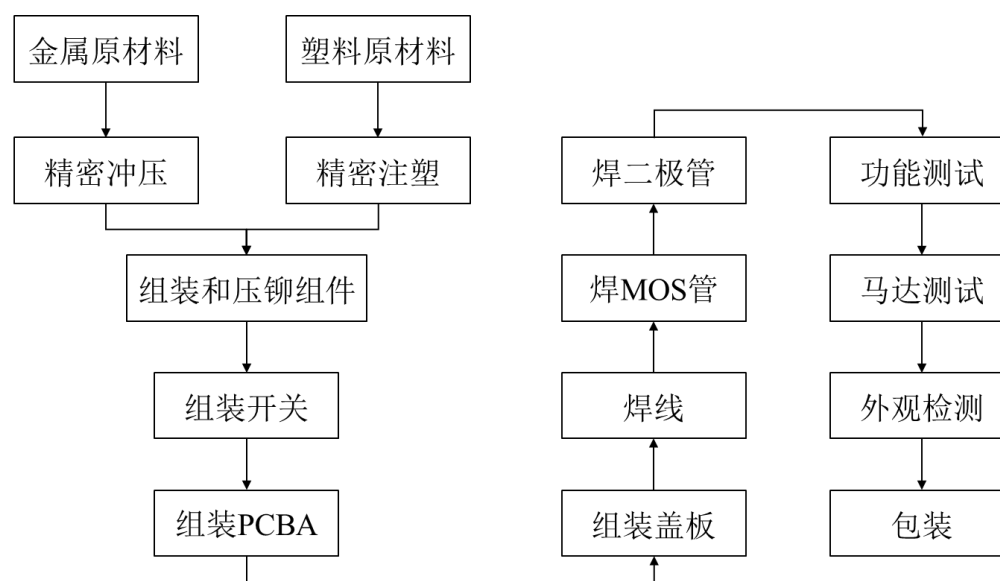 金属原材料
塑料原材料
精密冲压
精密注塑
组装和压铆组件
组装开关
组装PCBA
组装盖板
焊线
焊MOS管
焊二极管
功能测试
马达测试
外观检测
包装